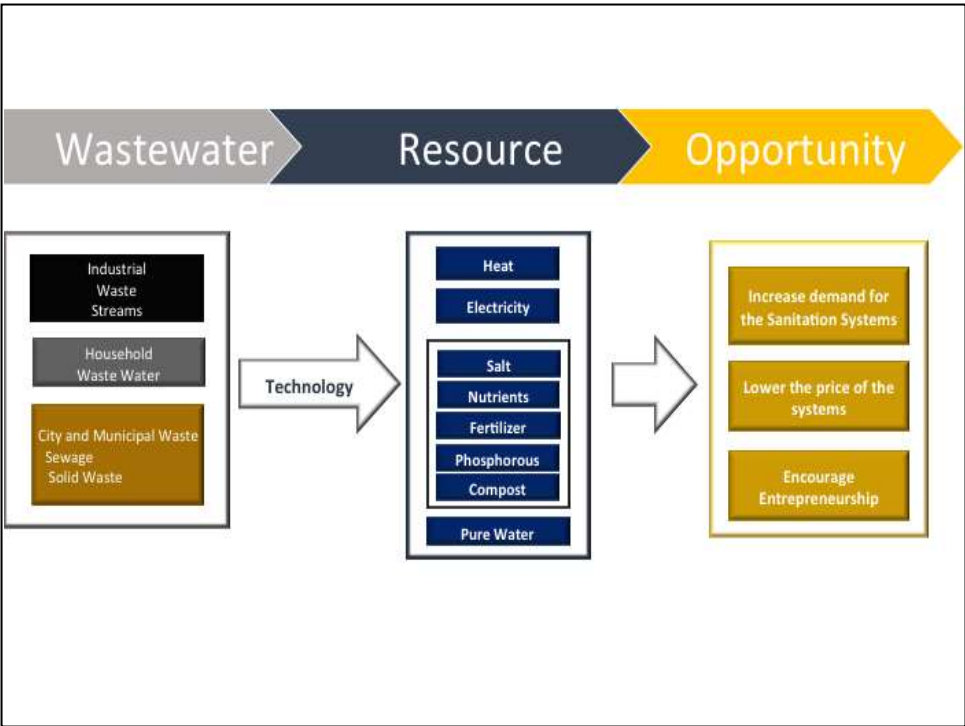 Wastewater
Resource
Opportunity
Industrial
Waste
Streams
Household
Waste Water
City and Municipal Waste
Sewage
Solid Waste
Technology
Heat
Electricity
Salt
Nutrients
Fertilizer
Phosphorous
Compost
Pure Water
Increase demand for
the Sanitation Systems
Lower the price of the
systems
Encourage
Entrepreneurship